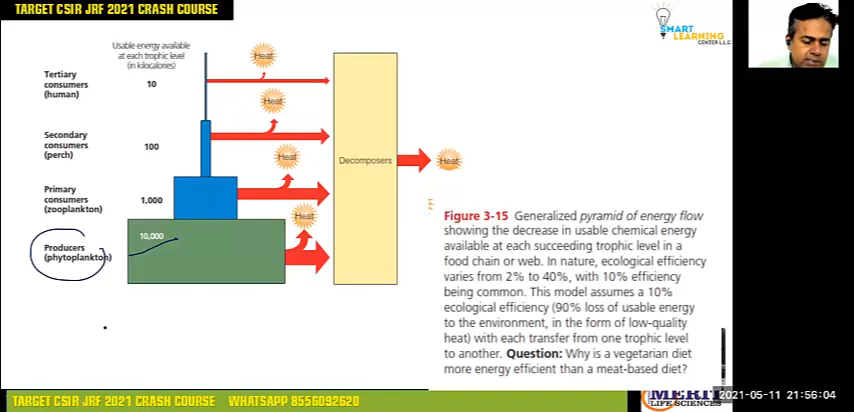 TARGET CSIR JRF 2021 CRASH COURSE
SMART
LEARNING
CENTER L.L.C
Usable energy available
at each trophic level
(in kilocalories)
Heat
Tertiary
consumers
(human)
10
Heat
Secondary
consumers
(perch)
100
Heat
Decomposers
Heat
Primary
consumers
(zooplankton)
1,000
Heat
Producers
(phytoplankton)
10,000
Figure 3-15 Generalized pyramid of energy flow
showing the decrease in usable chemical energy
available at each succeeding trophic level in a
food chain or web. In nature, ecological efficiency
varies from 2% to 40%, with 10% efficiency
being common. This model assumes a 10%
ecological efficiency (90% loss of usable energy
to the environment, in the form of low-quality
heat) with each transfer from one trophic level
to another. Question: Why is a vegetarian diet
more energy efficient than a meat-based diet?
TARGET CSIR JRF 2021 CRASH COURSE WHATSAPP 8556092620
MERIT
LIFE SCIENCES
2021-05-11 21:56:04